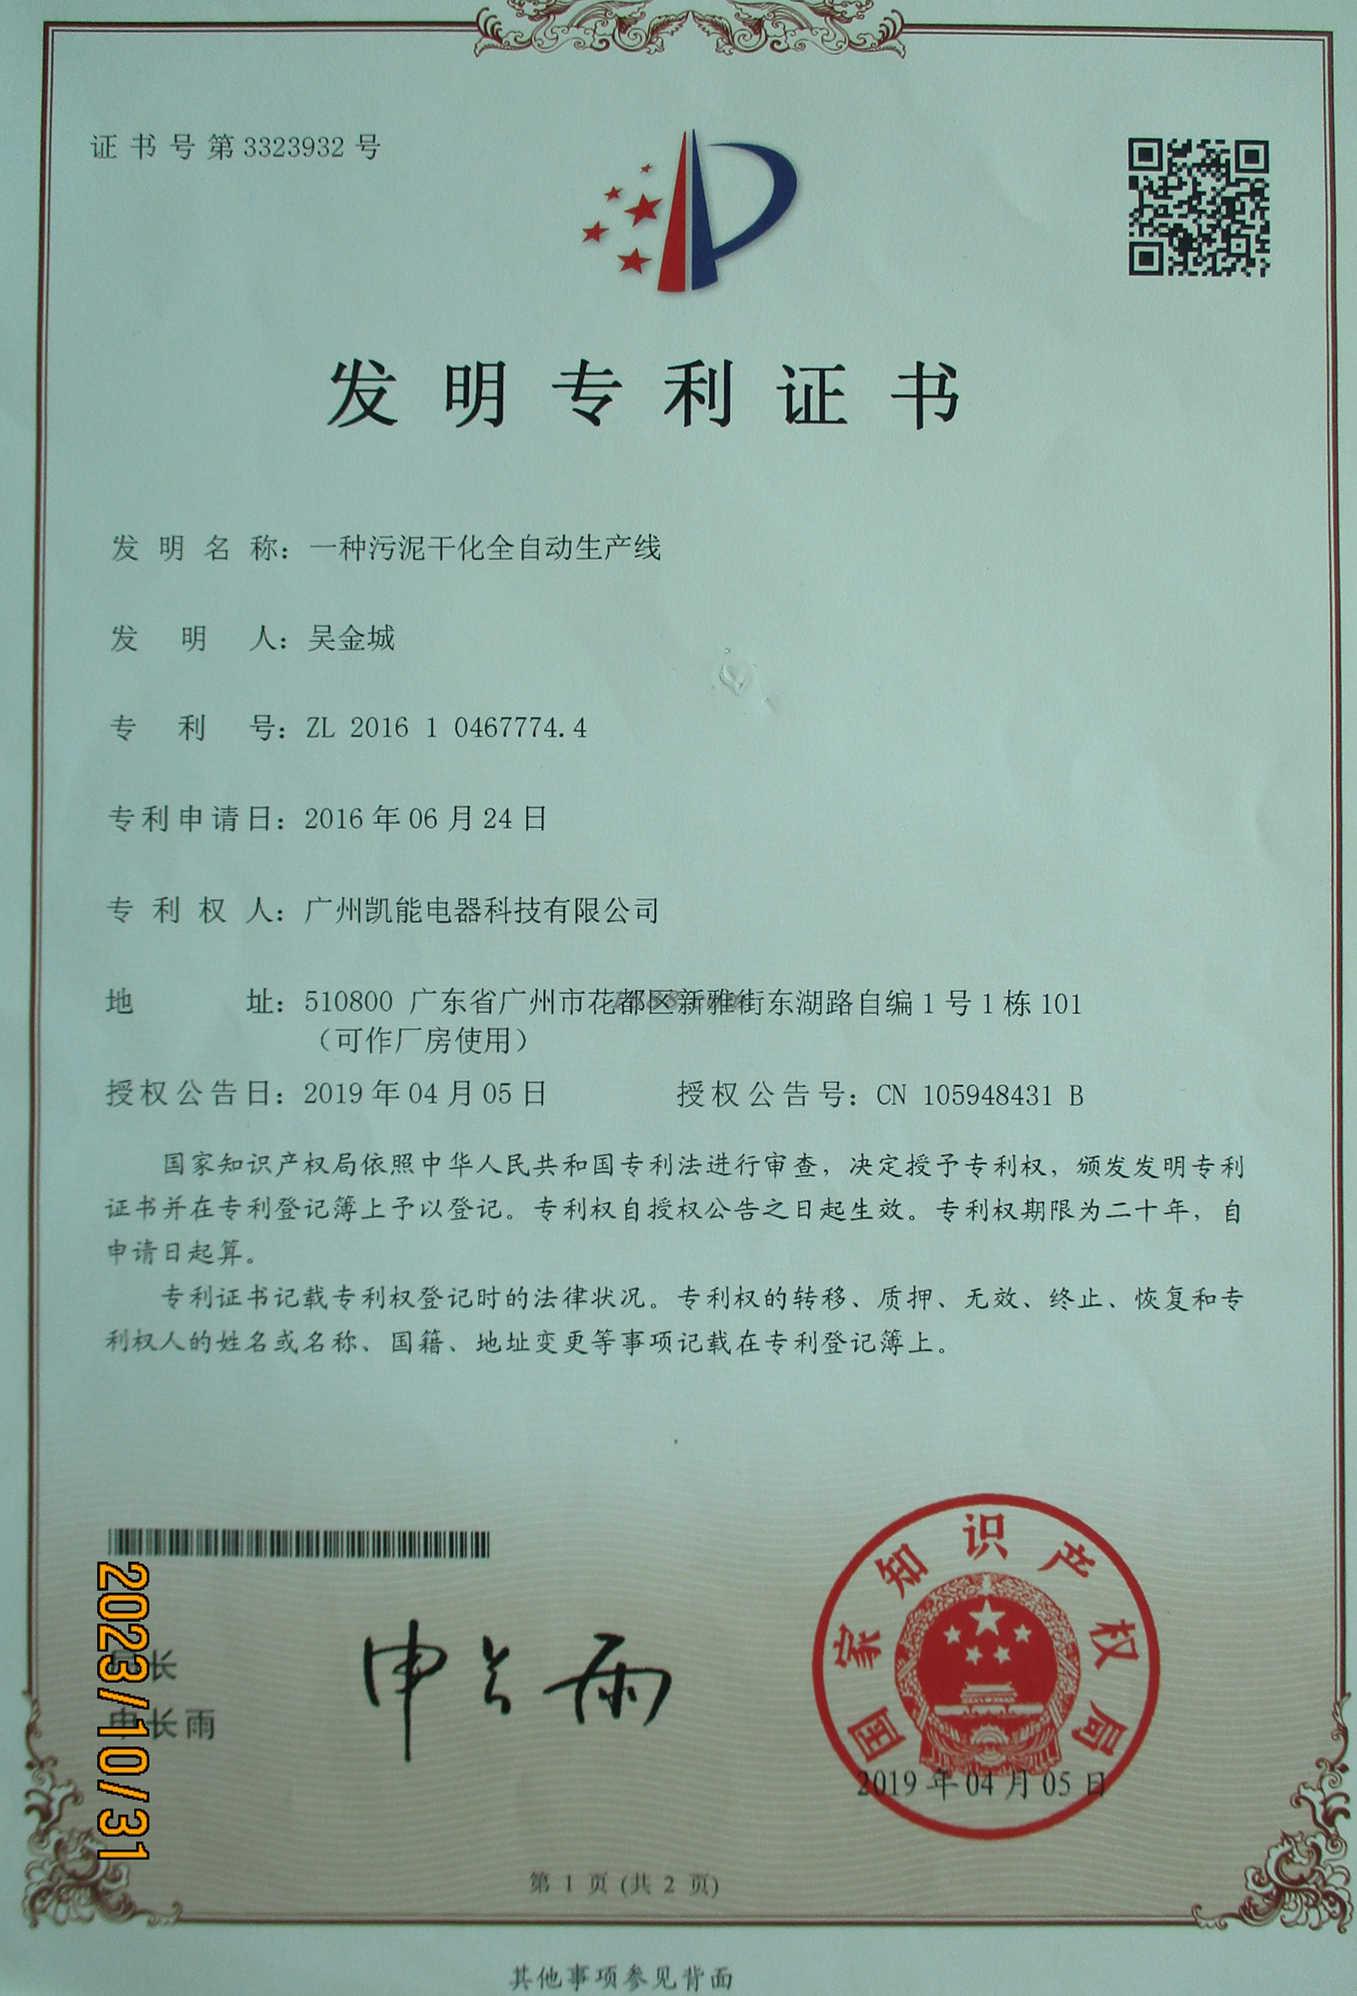 证书号第3323932号
发明专利证书
发明名称：一种污泥干化全自动生产线
发明人：吴金城
专利号：ZL 2016 1 0467774.4
专利申请日：2016年06月24日
专利权人：广州凯能电器科技有限公司
地址：510800 广东省广州市花都区新雅街东湖路自编1号1栋101
（可作厂房使用）
授权公告日：2019年04月05日 授权公告号：CN 105948431 B
国家知识产权局依照中华人民共和国专利法进行审查，决定授予专利权，颁发发明专利
证书并在专利登记簿上予以登记。专利权自授权公告之日起生效。专利权期限为二十年，自
申请日起算。
专利证书记载专利权登记时的法律状况。专利权的转移、质押、无效、终止、恢复和专
利权人的姓名或名称、国籍、地址变更等事项记载在专利登记簿上。
局长
申长雨
申长雨
国家知识产权局
2019年04月05日
2023/10/31
第 1 页 (共 2 页)
其他事项参见背面